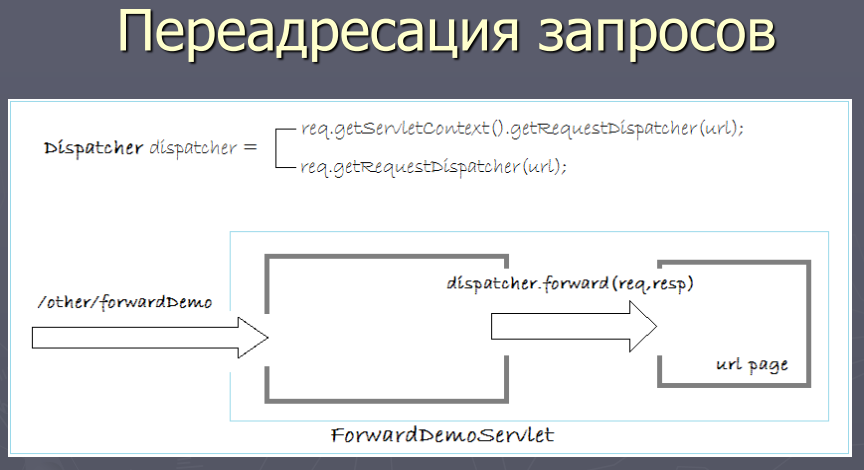 Переадресация запросов
req.getServletContext().getRequestDispatcher(url);
Dispatcher dispatcher =
req.getRequestDispatcher(url);
dispatcher.forward(req,resp)
/other/forwardDemo
url page
ForwardDemoServlet